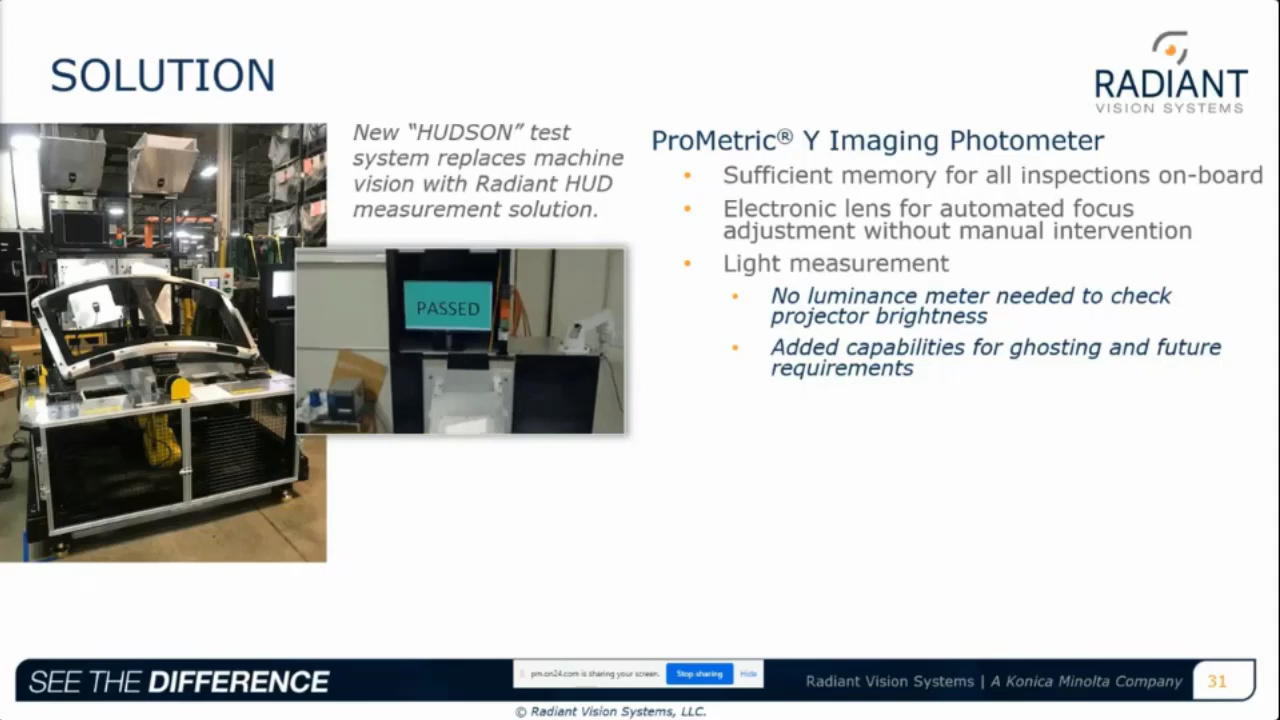 SOLUTION
RADIANT
VISION SYSTEMS
New “HUDSON” test
system replaces machine
vision with Radiant HUD
measurement solution.
PASSED
ProMetric® Y Imaging Photometer
• Sufficient memory for all inspections on-board
• Electronic lens for automated focus
adjustment without manual intervention
• Light measurement
• No luminance meter needed to check
projector brightness
• Added capabilities for ghosting and future
requirements
SEE THE DIFFERENCE
pm.on24.com is sharing your screen. Stop sharing Hide
Radiant Vision Systems | A Konica Minolta Company 31
© Radiant Vision Systems, LLC.